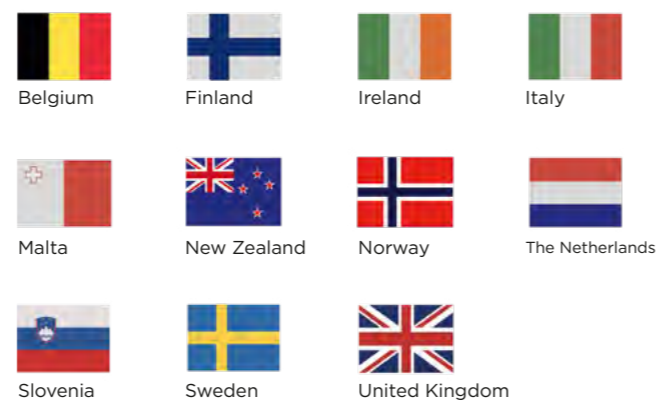 Belgium
Finland
Ireland
Italy
Malta
New Zealand
Norway
The Netherlands
Slovenia
Sweden
United Kingdom